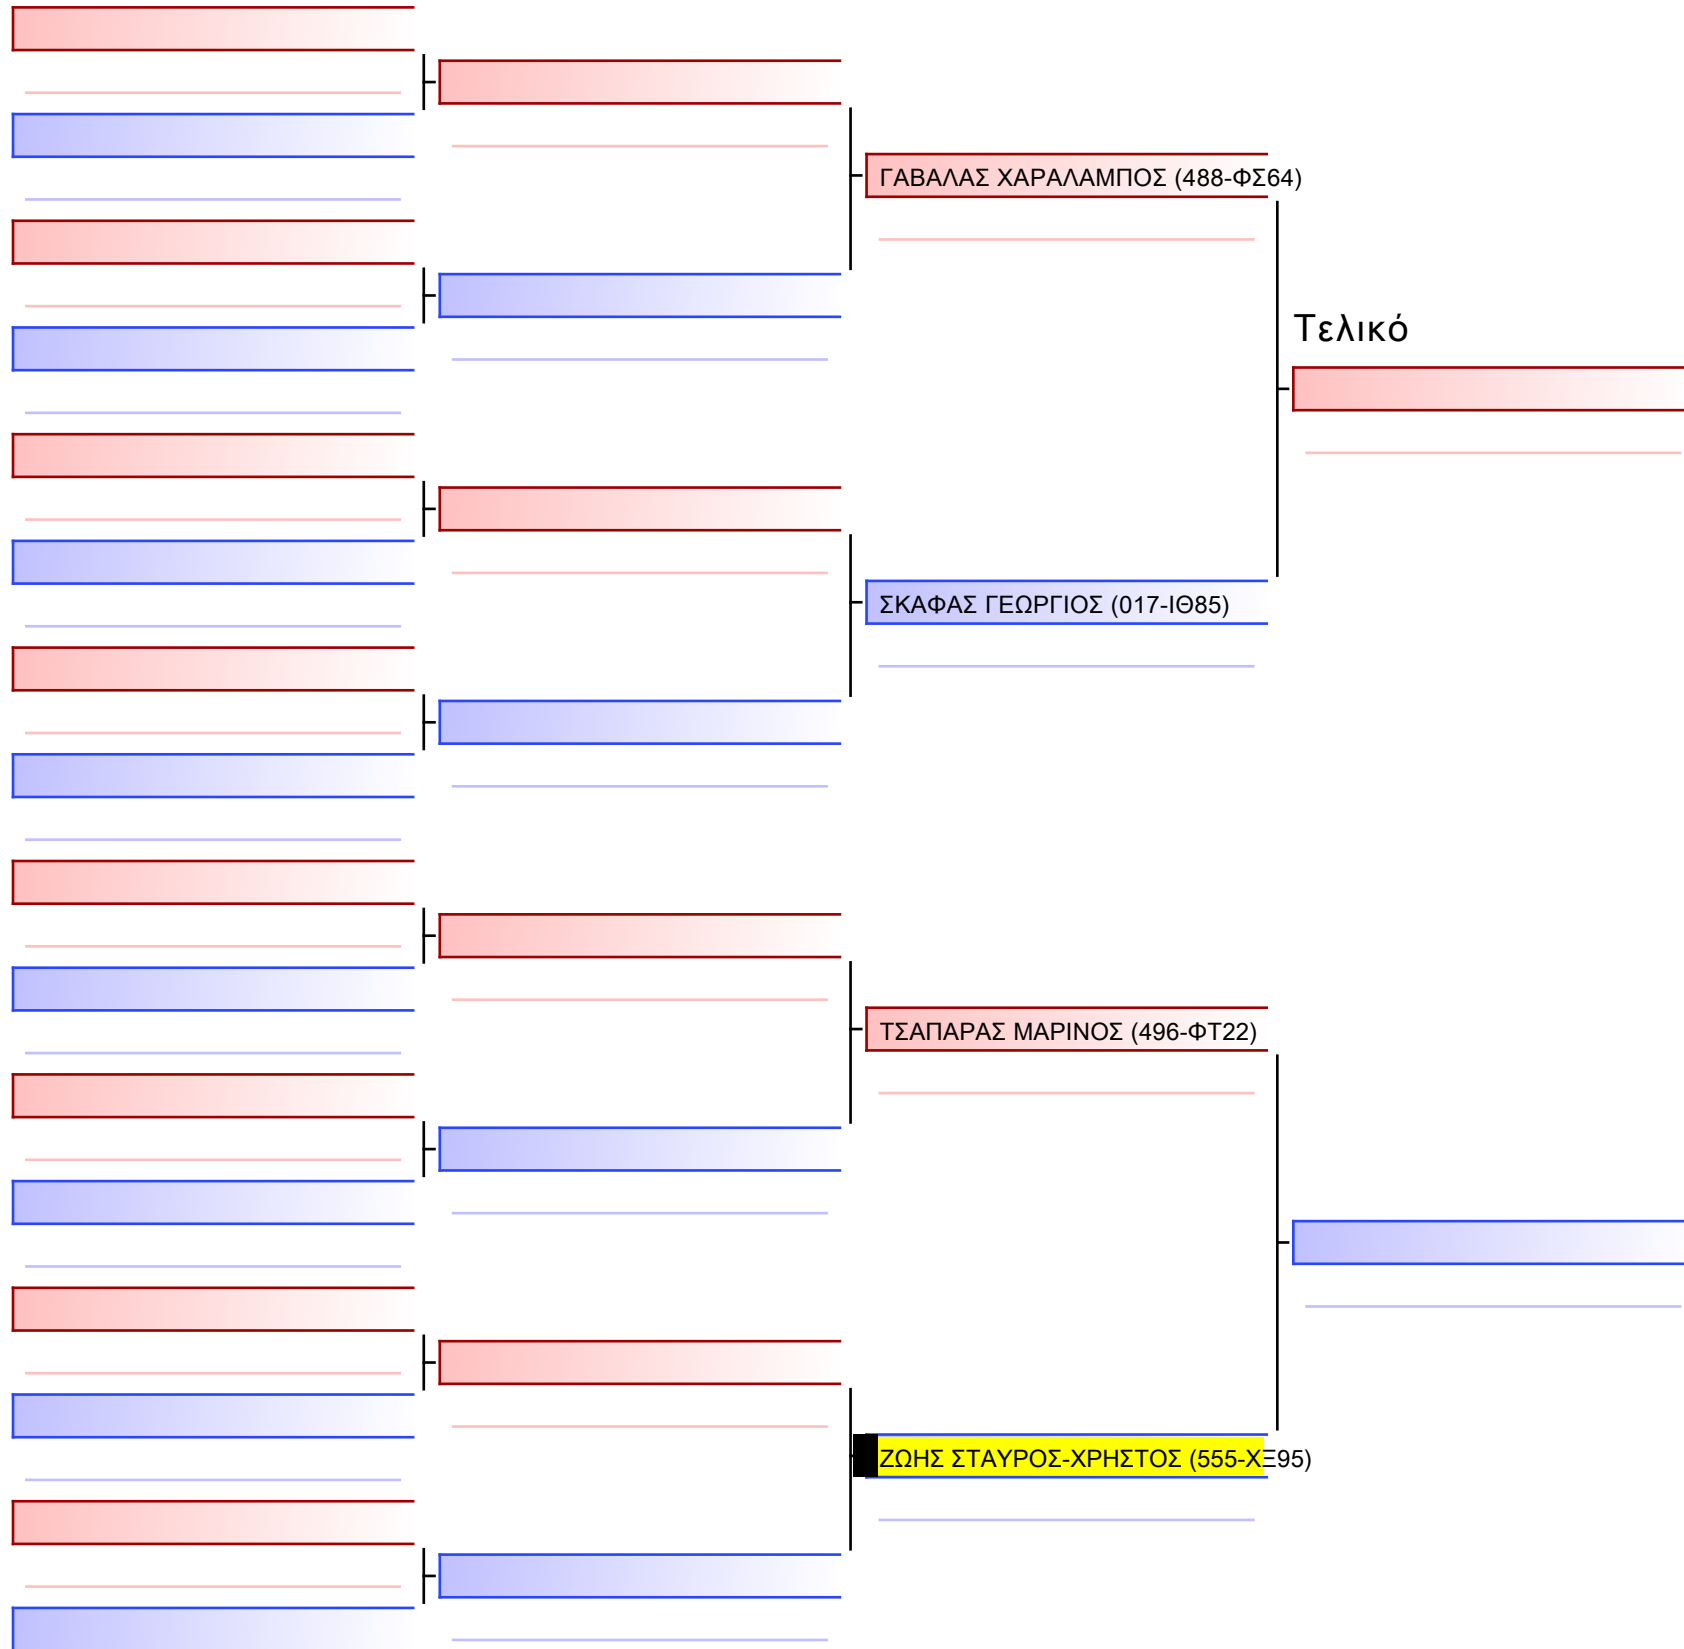 ΓΑΒΑΛΑΣ ΧΑΡΑΛΑΜΠΟΣ (488-ΦΣ64)
Τελικό
ΣΚΑΦΑΣ ΓΕΩΡΓΙΟΣ (017-ΙΘ85)
ΤΣΑΠΑΡΑΣ ΜΑΡΙΝΟΣ (496-ΦΤ22)
ΖΩΗΣ ΣΤΑΥΡΟΣ-ΧΡΗΣΤΟΣ (555-ΧΞ95)